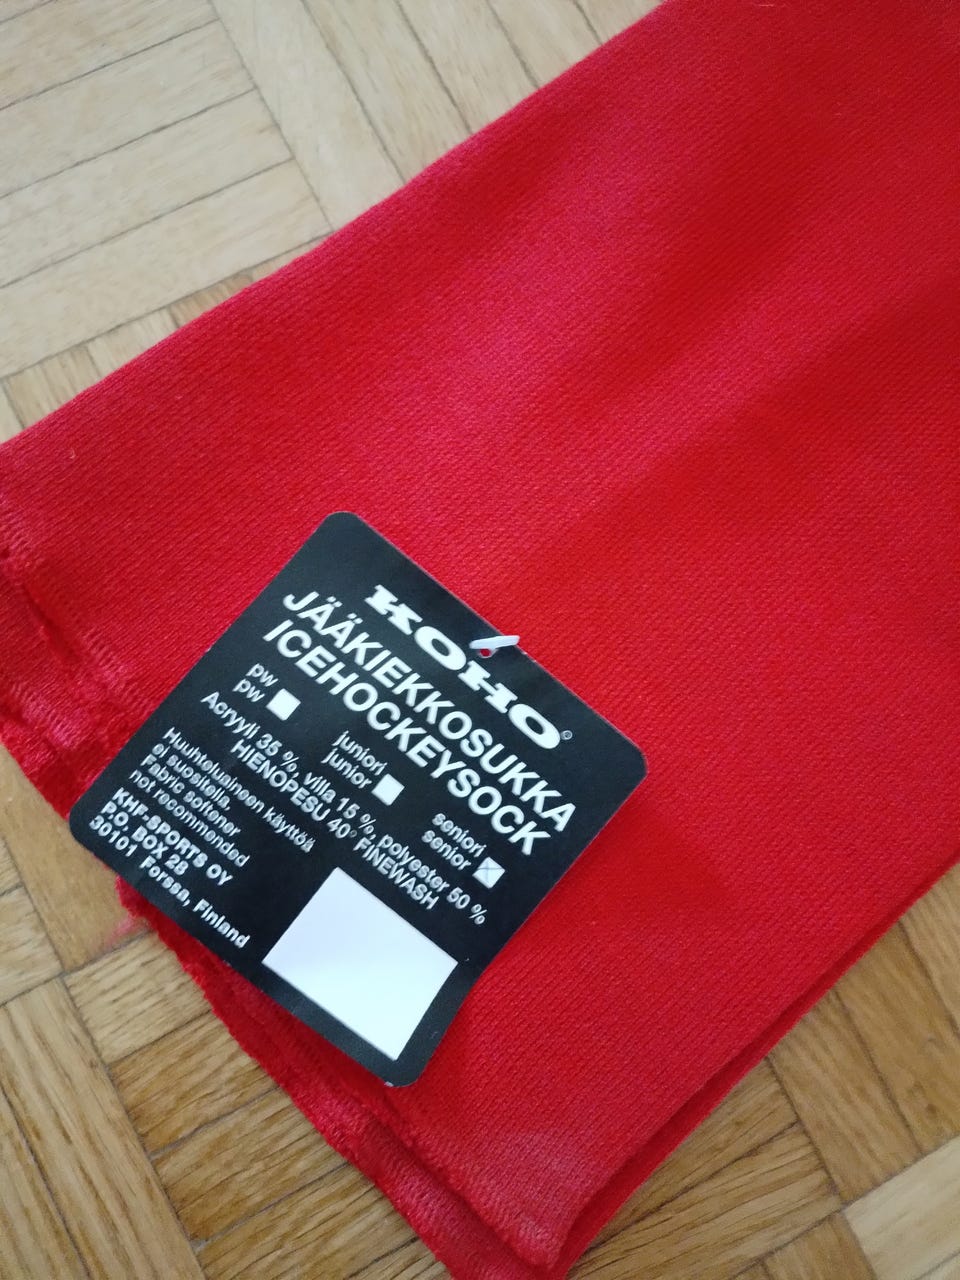 KOHO®
JÄÄKIEKKOSUKKA
ICEHOCKEYSOCK
pw juniori seniori
pw junior senior
Acryyli 35 %, villa 15 %, polyester 50 %
HIENOPESU 40° FINEWASH
Huuhteluaineen käyttöä
ei suositella.
Fabric softener
not recommended
KHF-SPORTS OY
P.O. BOX 28
30101 Forssa, Finland